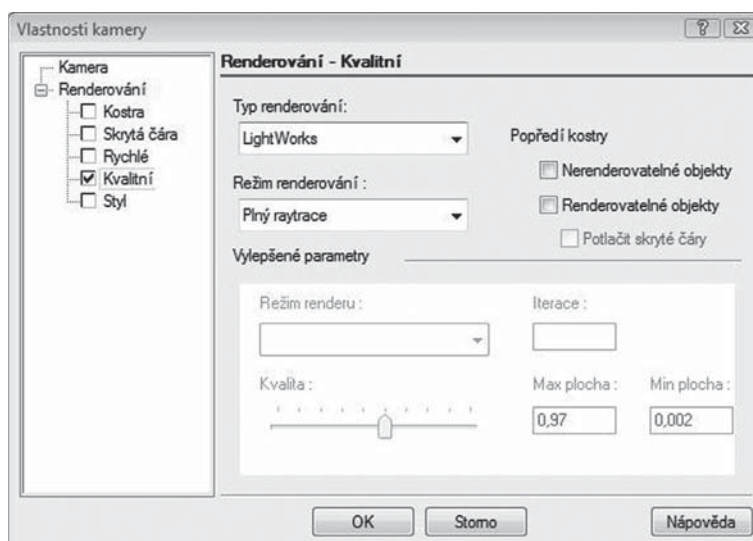 Vlastnosti kamery
Kamera
Renderování
Kostra
Skrytá čára
Rychlé
Kvalitní
Styl
Renderování - Kvalitní
Typ renderování:
LightWorks
Režim renderování :
Plný raytrace
Popředí kostry
Nerenderovatelné objekty
Renderovatelné objekty
Potlačit skryté čáry
Vylepšené parametry
Režim renderu :
Iterace :
Kvalita :
Max plocha :
Min plocha :
0,97
0,002
OK
Storno
Nápověda